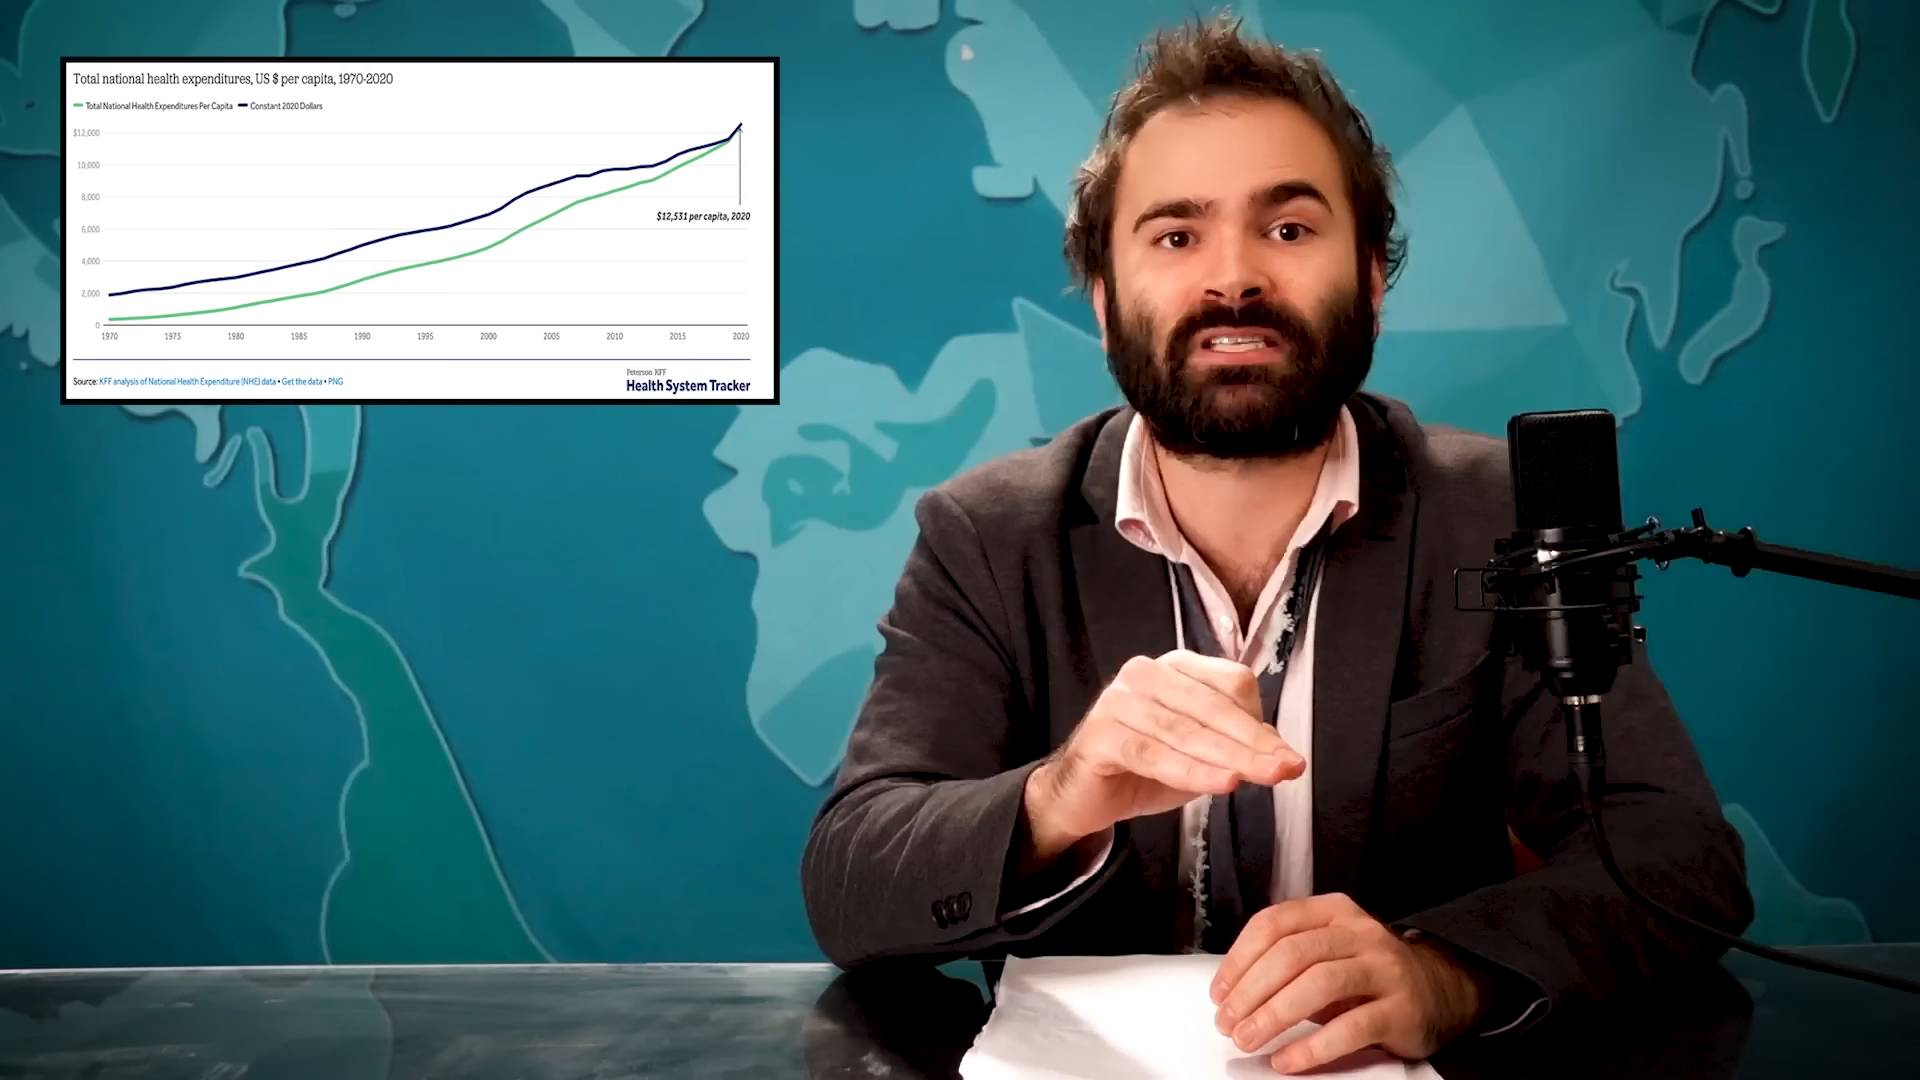 Total national health expenditures, US $ per capita, 1970-2020
Total National Health Expenditures Per Capita Constant 2020 Dollars
$12,000
10,000
8,000
6,000
4,000
2,000
0
$12,531 per capita, 2020
1970 1975 1980 1985 1990 1995 2000 2005 2010 2015 2020
Source: KFF analysis of National Health Expenditure (NHE) data • Get the data • PNG
Peterson-KFF
Health System Tracker